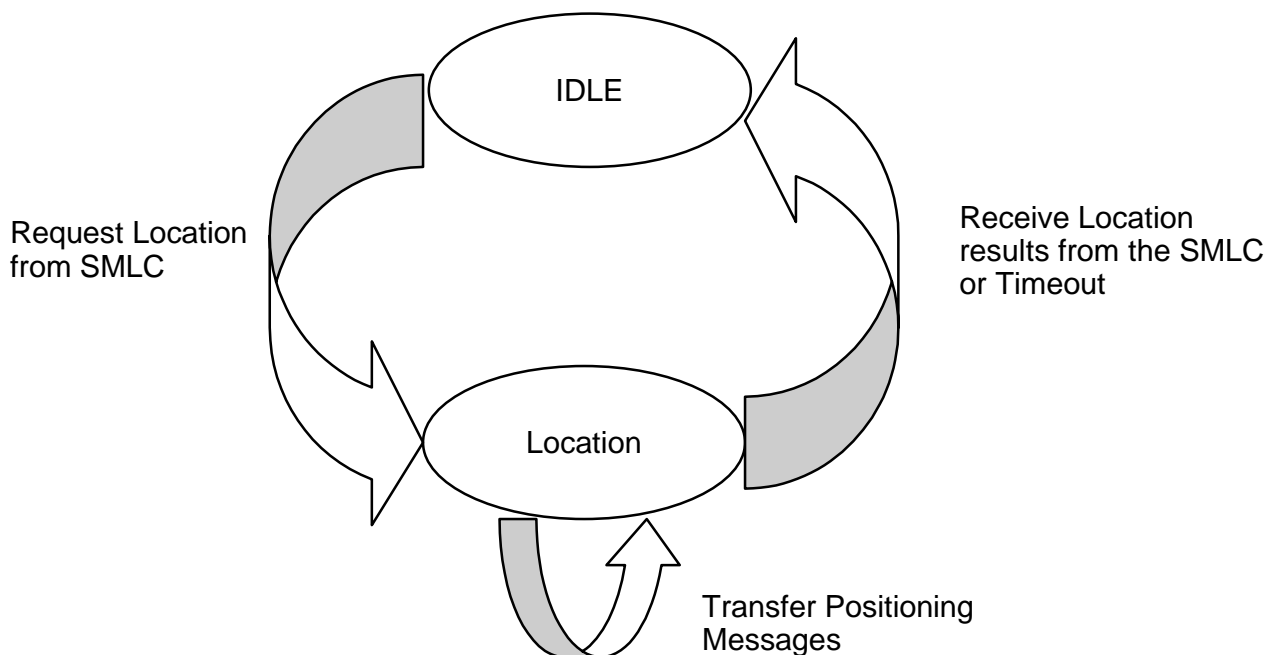 IDLE
Request Location
from SMLC
Receive Location
results from the SMLC
or Timeout
Location
Transfer Positioning
Messages